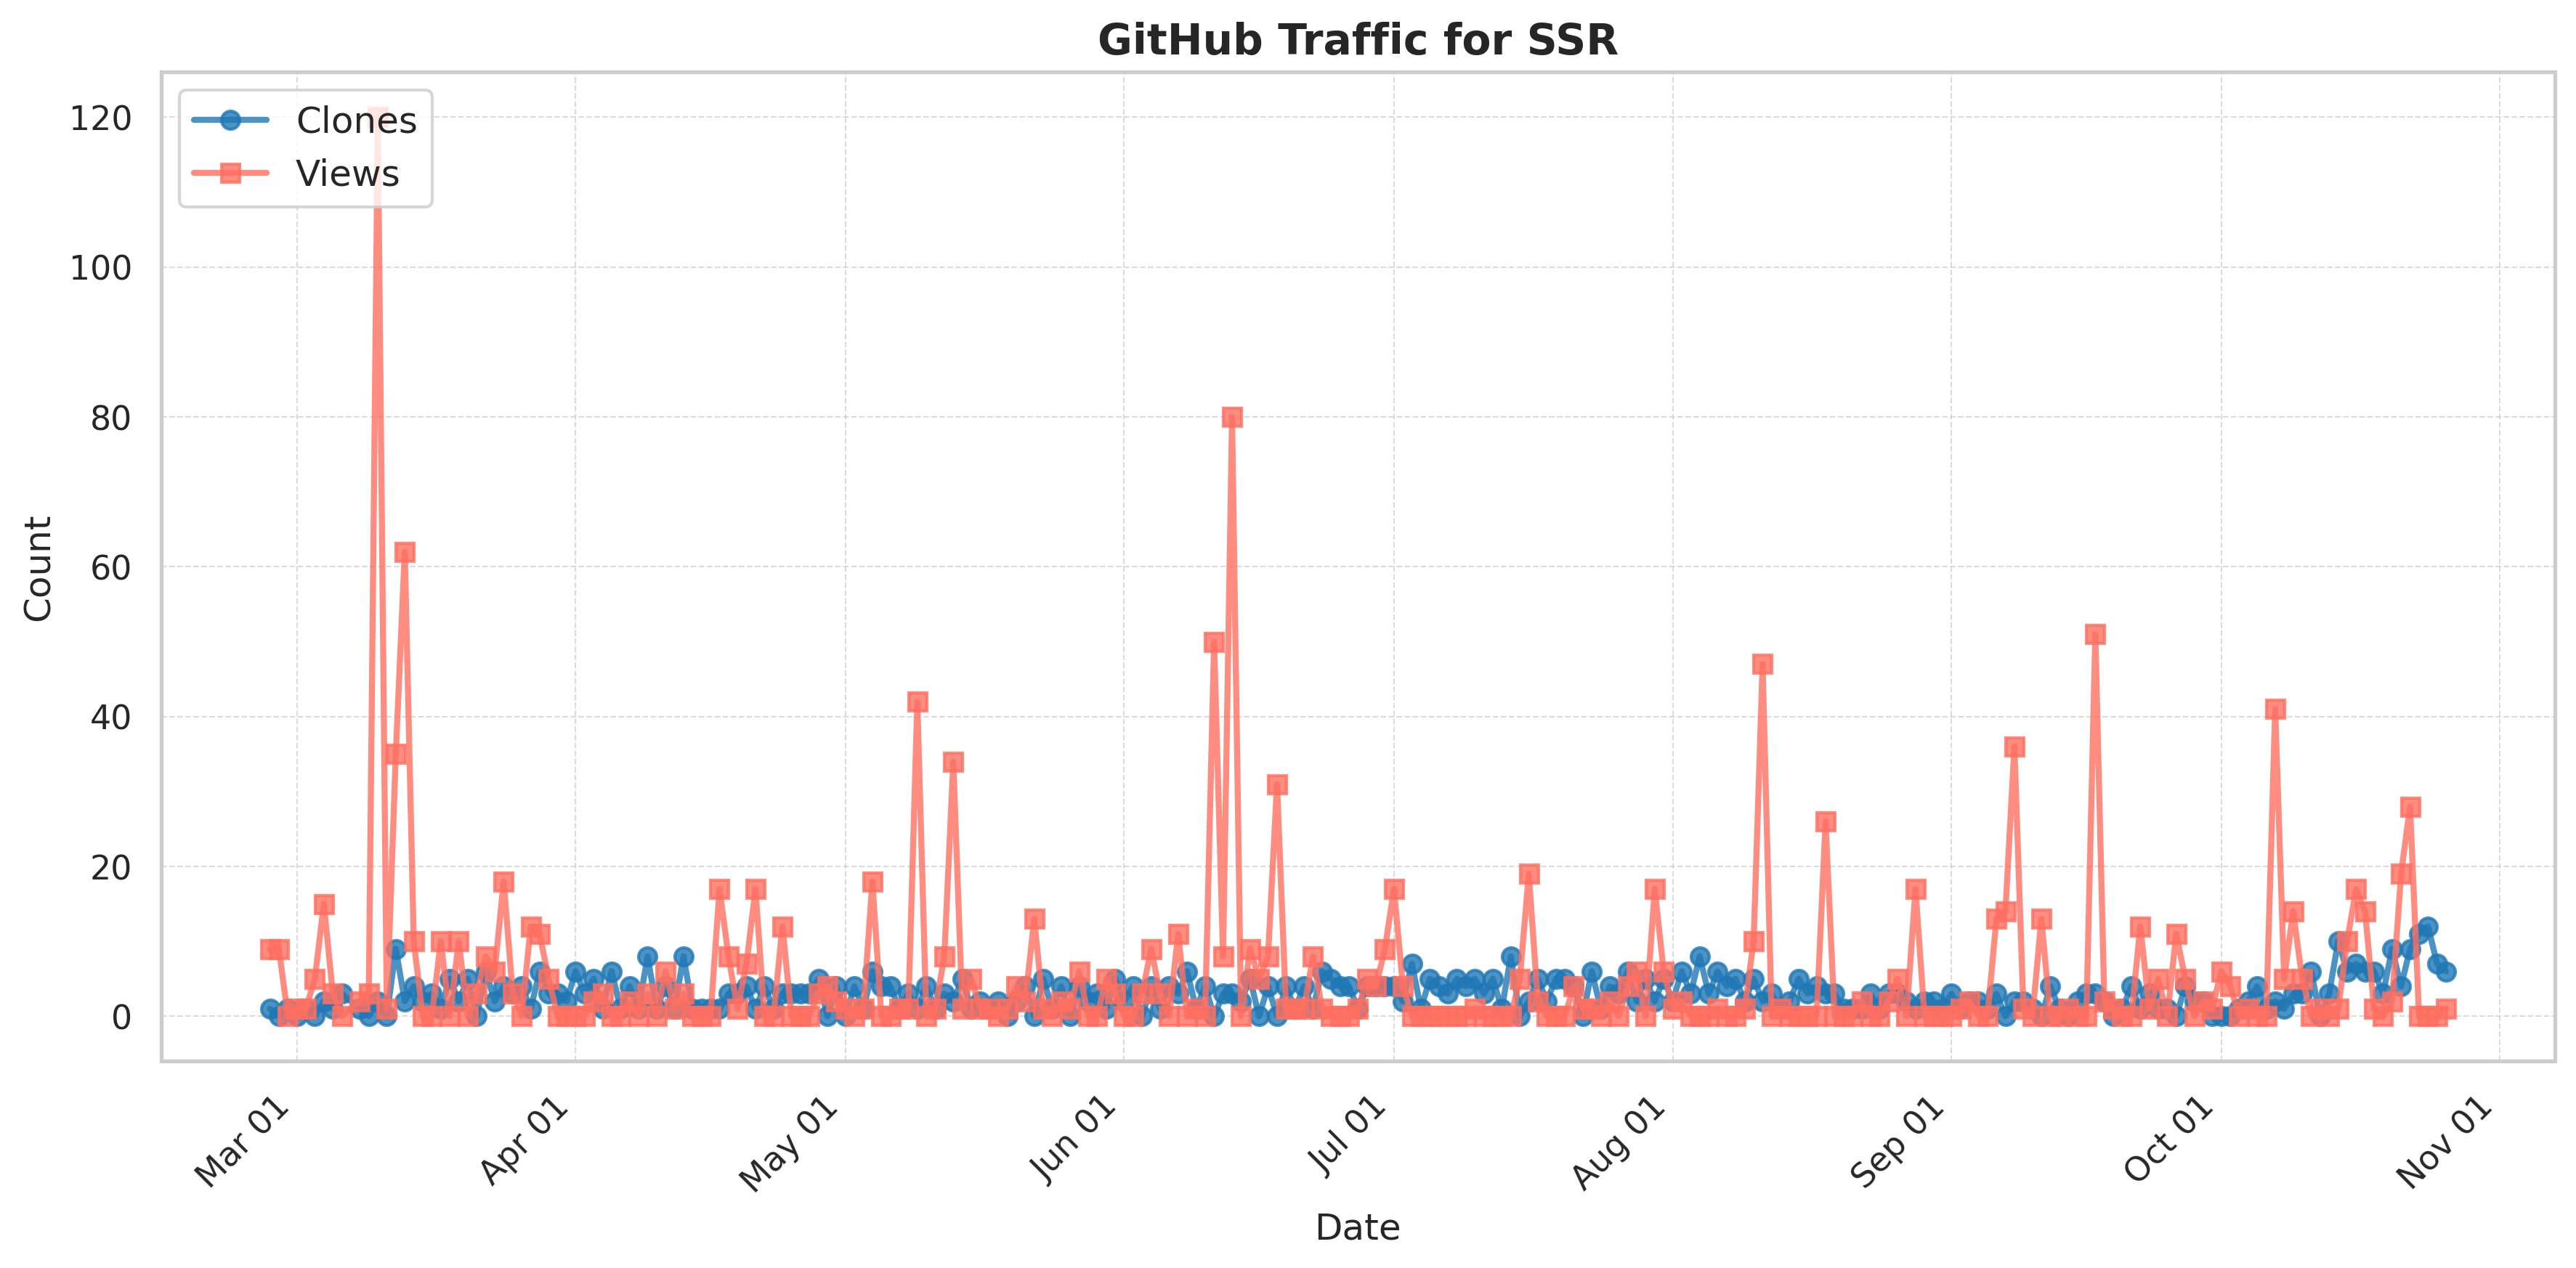 GitHub Traffic for SSR
Clones
Views
120
100
80
60
40
20
0
Count
Mar 01
Apr 01
May 01
Jun 01
Jul 01
Aug 01
Sep 01
Oct 01
Nov 01
Date